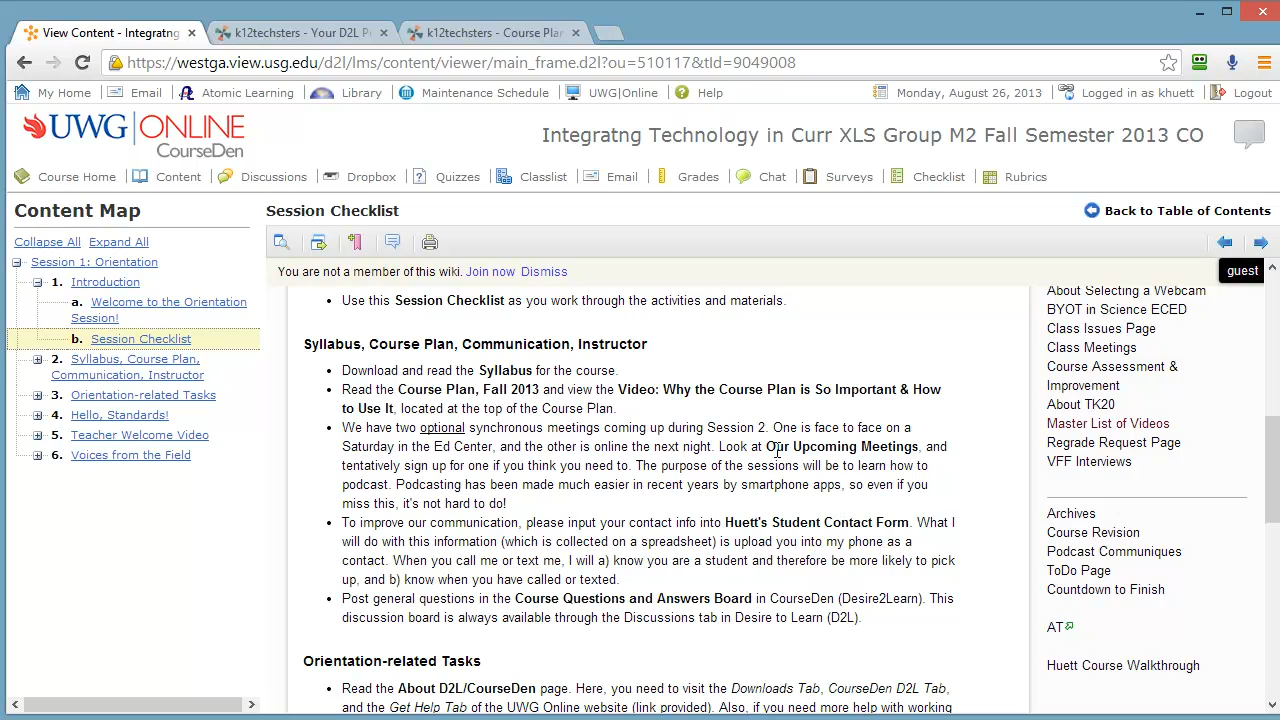 View Content - Integratng
k12techsters - Your D2L P
k12techsters - Course Plan
https://westga.view.usg.edu/d2l/lms/content/viewer/main_frame.d2l?ou=510117&tId=9049008
My Home Email Atomic Learning Library Maintenance Schedule UWG|Online Help Monday, August 26, 2013 Logged in as khuett Logout
UWG | ONLINE
CourseDen
Integratng Technology in Curr XLS Group M2 Fall Semester 2013 CO
Course Home Content Discussions Dropbox Quizzes Classlist Email Grades Chat Surveys Checklist Rubrics
Content Map
Collapse All Expand All
Session 1: Orientation
1. Introduction
a. Welcome to the Orientation
Session!
b. Session Checklist
2. Syllabus, Course Plan,
Communication, Instructor
3. Orientation-related Tasks
4. Hello, Standards!
5. Teacher Welcome Video
6. Voices from the Field
Session Checklist
Back to Table of Contents
You are not a member of this wiki. Join now Dismiss
guest
• Use this Session Checklist as you work through the activities and materials.
Syllabus, Course Plan, Communication, Instructor
• Download and read the Syllabus for the course.
• Read the Course Plan, Fall 2013 and view the Video: Why the Course Plan is So Important & How
to Use It, located at the top of the Course Plan.
• We have two optional synchronous meetings coming up during Session 2. One is face to face on a
Saturday in the Ed Center, and the other is online the next night. Look at Our Upcoming Meetings, and
tentatively sign up for one if you think you need to. The purpose of the sessions will be to learn how to
podcast. Podcasting has been made much easier in recent years by smartphone apps, so even if you
miss this, it's not hard to do!
• To improve our communication, please input your contact info into Huett's Student Contact Form. What I
will do with this information (which is collected on a spreadsheet) is upload you into my phone as a
contact. When you call me or text me, I will a) know you are a student and therefore be more likely to pick
up, and b) know when you have called or texted.
• Post general questions in the Course Questions and Answers Board in CourseDen (Desire2Learn). This
discussion board is always available through the Discussions tab in Desire to Learn (D2L).
Orientation-related Tasks
• Read the About D2L/CourseDen page. Here, you need to visit the Downloads Tab, CourseDen D2L Tab,
and the Get Help Tab of the UWG Online website (link provided). Also, if you need more help with working
About Selecting a Webcam
BYOT in Science ECED
Class Issues Page
Class Meetings
Course Assessment &
Improvement
About TK20
Master List of Videos
Regrade Request Page
VFF Interviews
Archives
Course Revision
Podcast Communiques
ToDo Page
Countdown to Finish
AT
Huett Course Walkthrough